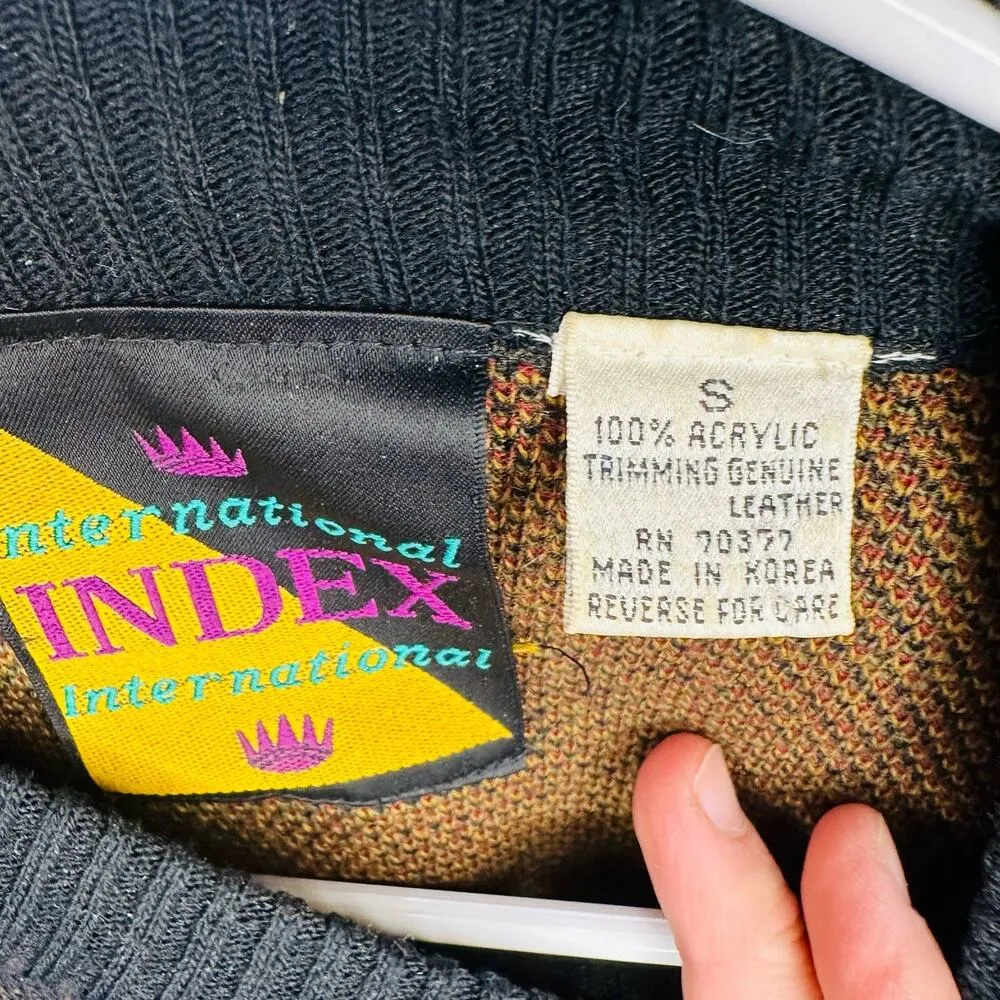 International
INDEX
International
S
100% ACRYLIC
TRIMMING GENUINE
LEATHER
RN 70377
MADE IN KOREA
REVERSE FOR CARE